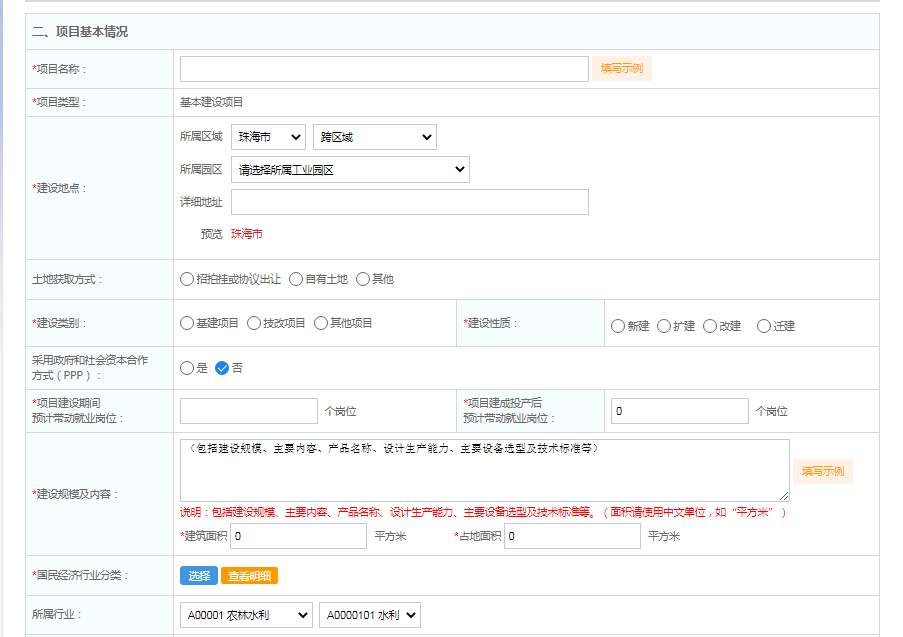 二、项目基本情况
*项目名称： 填写示例
*项目类型： 基本建设项目
*建设地点：
所属区域 珠海市 跨区域
所属园区 请选择所属工业园区
详细地址
预览 珠海市
土地获取方式： 招拍挂或协议出让 自有土地 其他
*建设类别： 基建项目 技改项目 其他项目 *建设性质： 新建 扩建 改建 迁建
采用政府和社会资本合作
方式（PPP）： 是 否
*项目建设期间
预计带动就业岗位： 个岗位
*项目建成投产后
预计带动就业岗位： 0 个岗位
*建设规模及内容：
（包括建设规模、主要内容、产品名称、设计生产能力、主要设备选型及技术标准等）
填写示例
说明：包括建设规模、主要内容、产品名称、设计生产能力、主要设备选型及技术标准等。（面积请使用中文单位，如“平方米”）
*建筑面积 0 平方米 *占地面积 0 平方米
*国民经济行业分类： 选择 查看明细
所属行业： A00001 农林水利 A0000101 水利